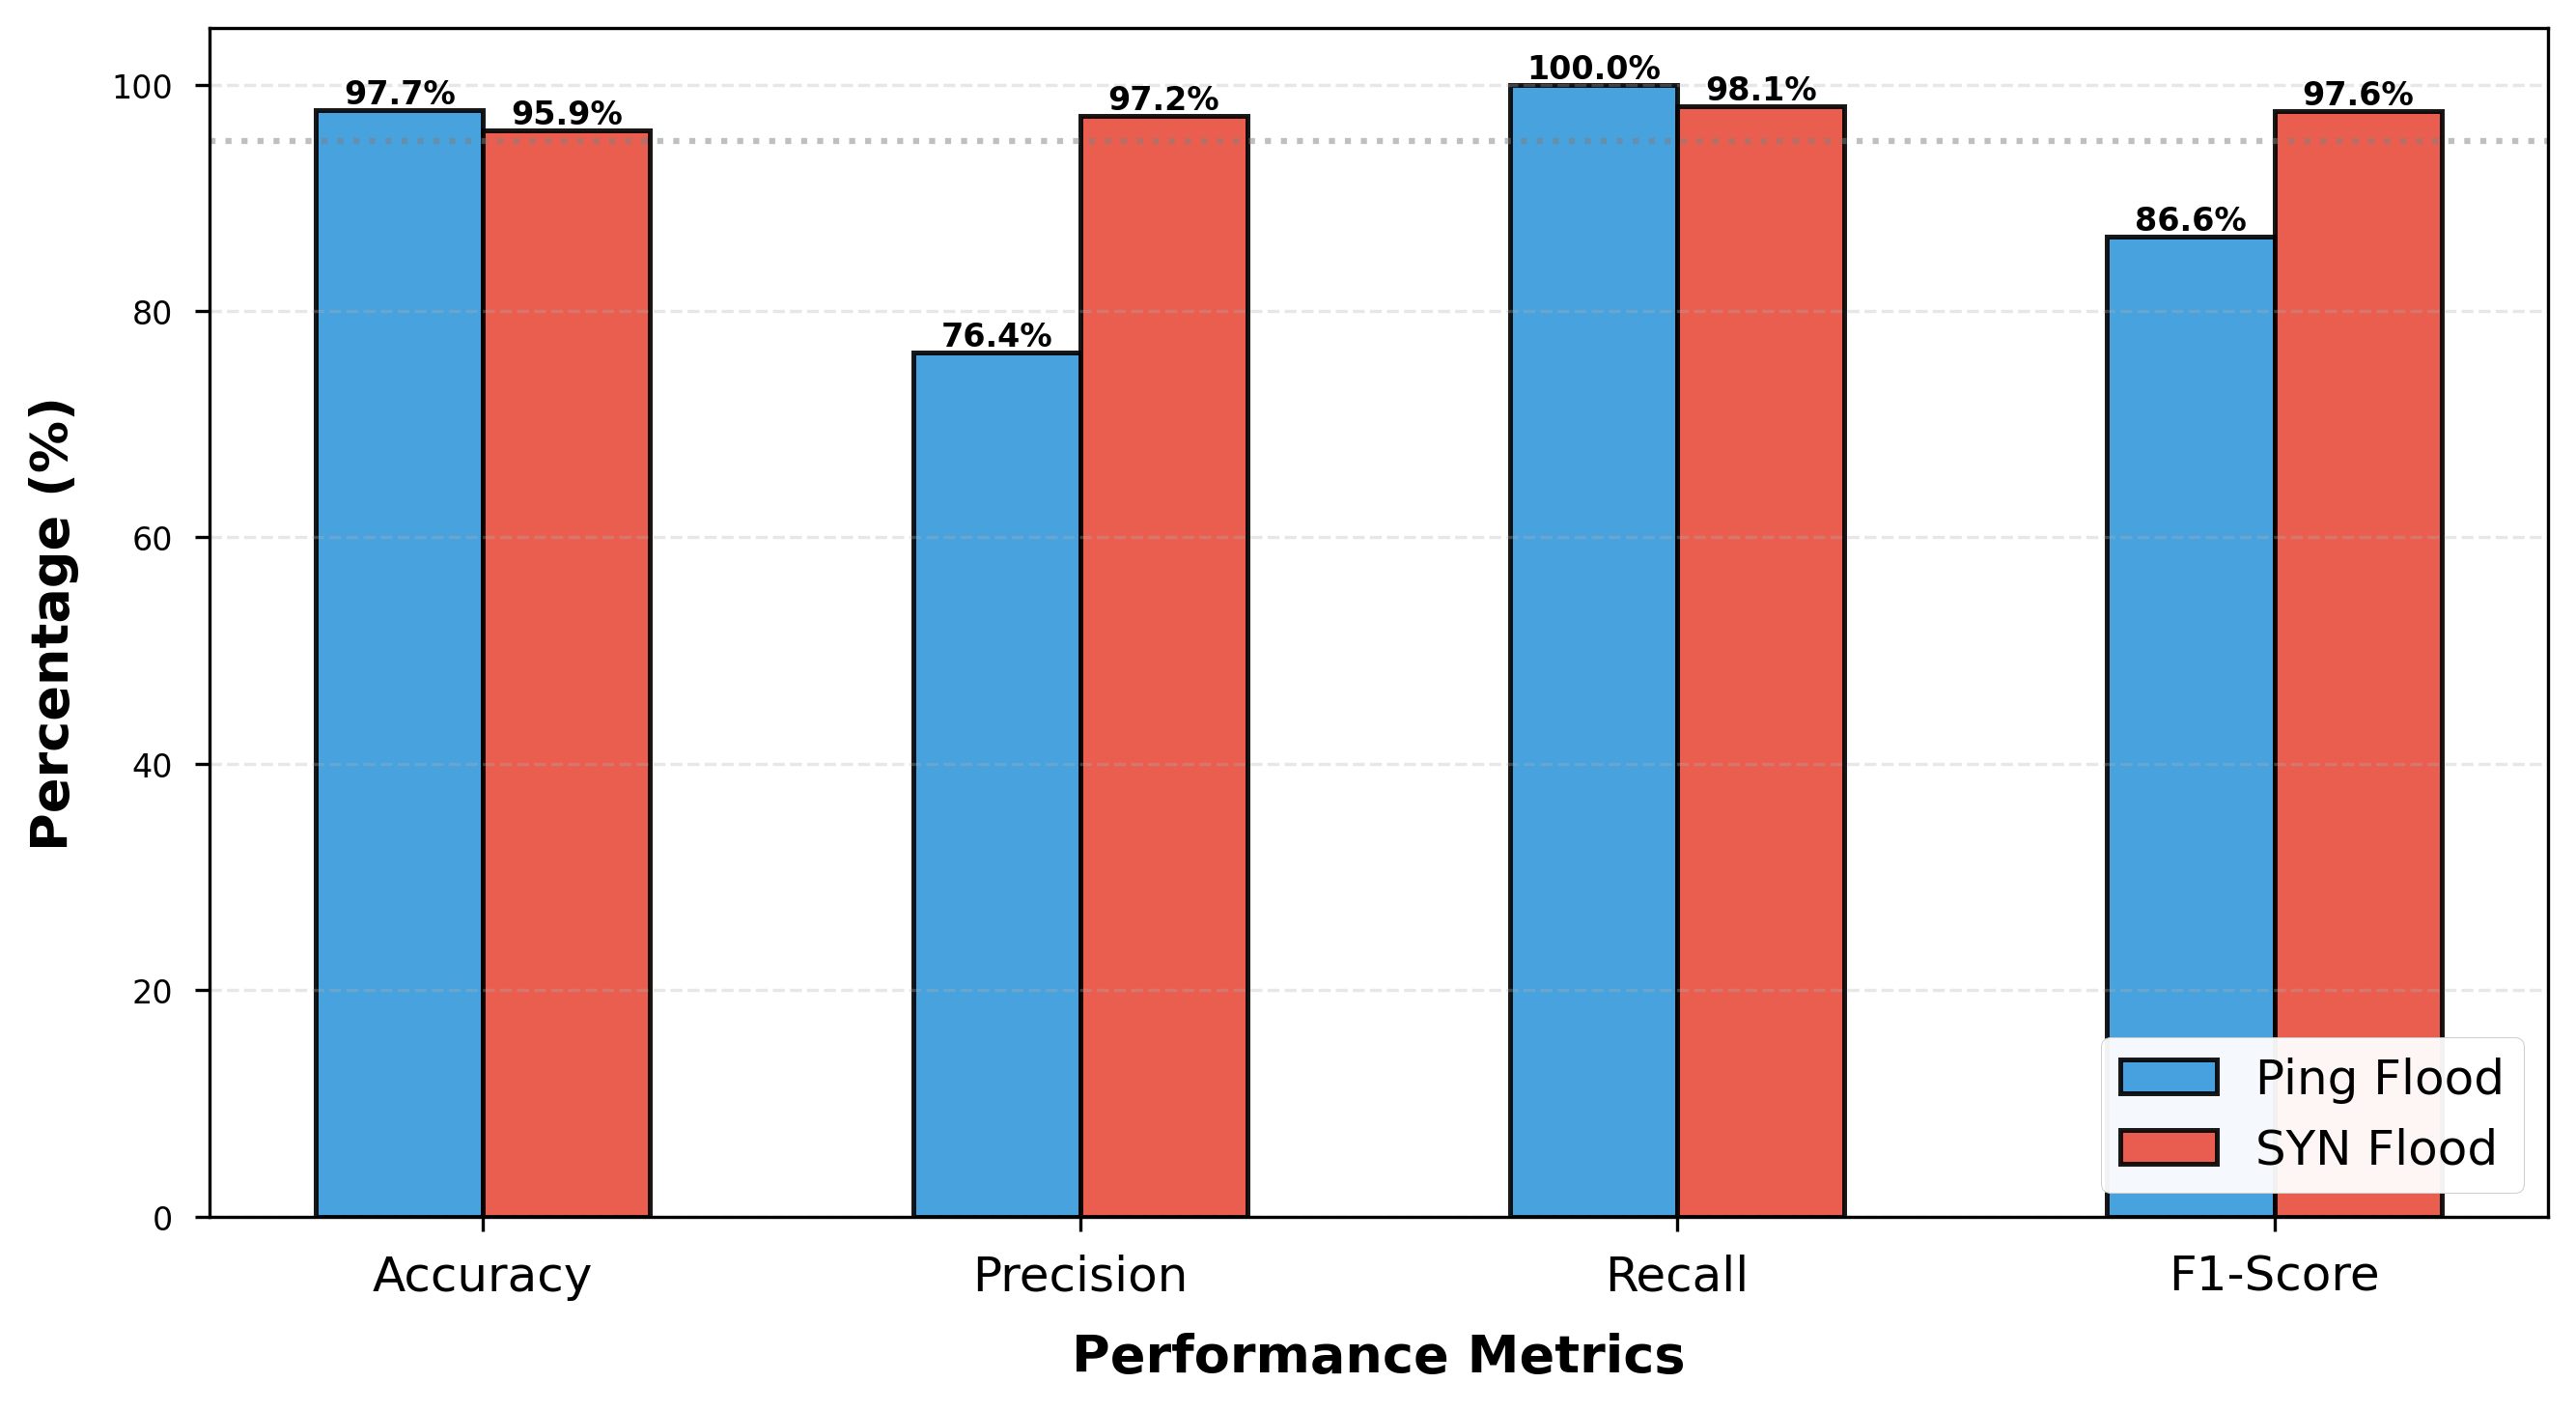 100.0%
97.7%
98.1%
97.2%
97.6%
95.9%
86.6%
76.4%
100
80
60
40
20
0
Percentage (%)
Ping Flood
SYN Flood
Accuracy
Precision
Recall
F1-Score
Performance Metrics